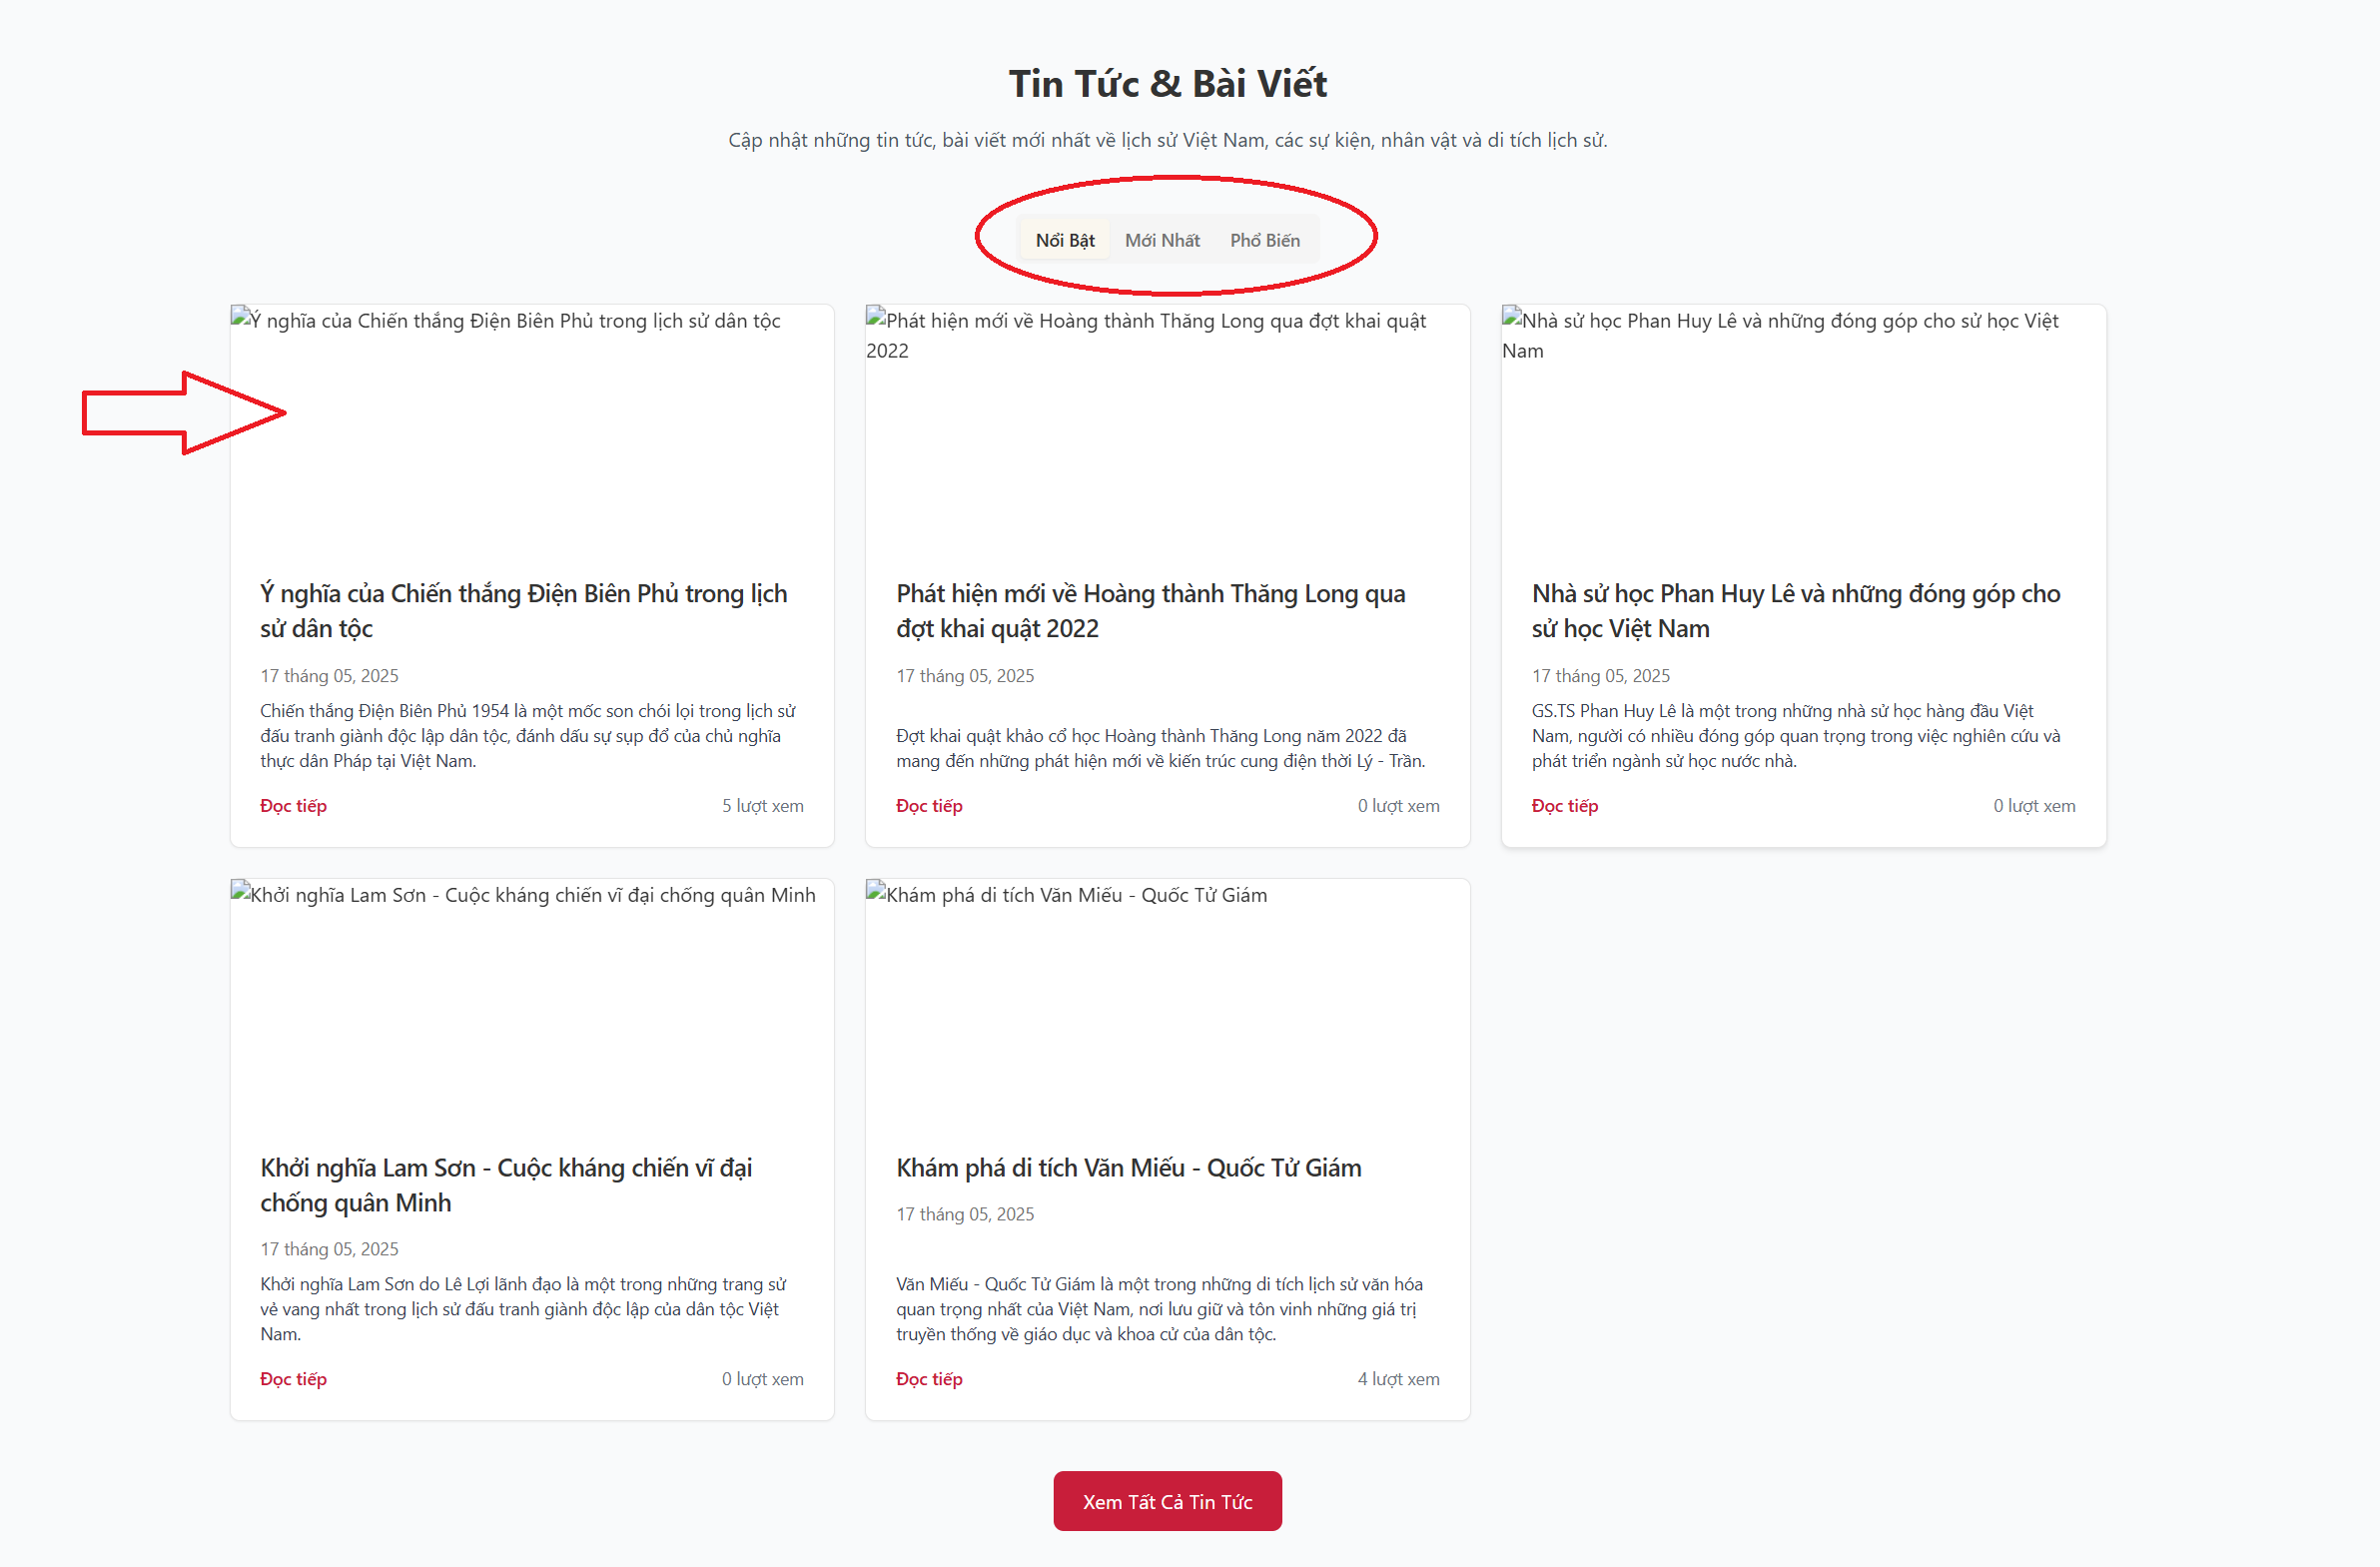 Tin Tức & Bài Viết
Cập nhật những tin tức, bài viết mới nhất về lịch sử Việt Nam, các sự kiện, nhân vật và di tích lịch sử.
Nổi Bật Mới Nhất Phổ Biến
Ý nghĩa của Chiến thắng Điện Biên Phủ trong lịch sử dân tộc
Ý nghĩa của Chiến thắng Điện Biên Phủ trong lịch
sử dân tộc
17 tháng 05, 2025
Chiến thắng Điện Biên Phủ 1954 là một mốc son chói lọi trong lịch sử
đấu tranh giành độc lập dân tộc, đánh dấu sự sụp đổ của chủ nghĩa
thực dân Pháp tại Việt Nam.
Đọc tiếp 5 lượt xem
Phát hiện mới về Hoàng thành Thăng Long qua đợt khai quật
2022
Phát hiện mới về Hoàng thành Thăng Long qua
đợt khai quật 2022
17 tháng 05, 2025
Đợt khai quật khảo cổ học Hoàng thành Thăng Long năm 2022 đã
mang đến những phát hiện mới về kiến trúc cung điện thời Lý - Trần.
Đọc tiếp 0 lượt xem
Nhà sử học Phan Huy Lê và những đóng góp cho sử học Việt
Nam
Nhà sử học Phan Huy Lê và những đóng góp cho
sử học Việt Nam
17 tháng 05, 2025
GS.TS Phan Huy Lê là một trong những nhà sử học hàng đầu Việt
Nam, người có nhiều đóng góp quan trọng trong việc nghiên cứu và
phát triển ngành sử học nước nhà.
Đọc tiếp 0 lượt xem
Khởi nghĩa Lam Sơn - Cuộc kháng chiến vĩ đại chống quân Minh
Khởi nghĩa Lam Sơn - Cuộc kháng chiến vĩ đại
chống quân Minh
17 tháng 05, 2025
Khởi nghĩa Lam Sơn do Lê Lợi lãnh đạo là một trong những trang sử
vẻ vang nhất trong lịch sử đấu tranh giành độc lập của dân tộc Việt
Nam.
Đọc tiếp 0 lượt xem
Khám phá di tích Văn Miếu - Quốc Tử Giám
Khám phá di tích Văn Miếu - Quốc Tử Giám
17 tháng 05, 2025
Văn Miếu - Quốc Tử Giám là một trong những di tích lịch sử văn hóa
quan trọng nhất của Việt Nam, nơi lưu giữ và tôn vinh những giá trị
truyền thống về giáo dục và khoa cử của dân tộc.
Đọc tiếp 4 lượt xem
Xem Tất Cả Tin Tức